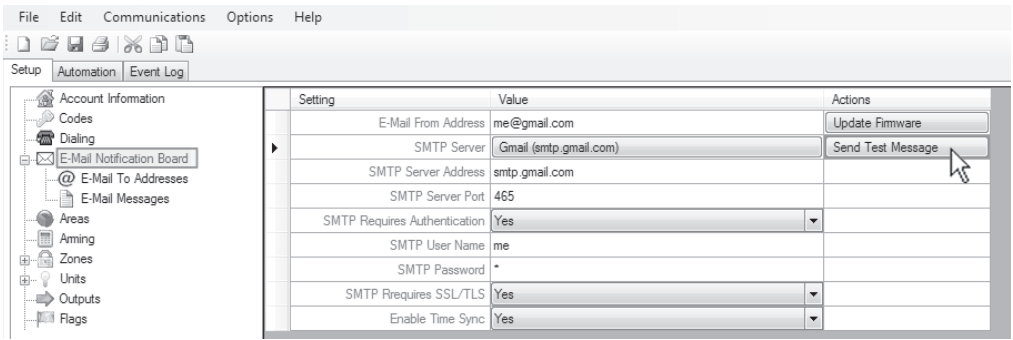 File Edit Communications Options Help
Setup Automation Event Log
Account Information
Codes
Dialing
E-Mail Notification Board
@ E-Mail To Addresses
E-Mail Messages
Areas
Arming
Zones
Units
Outputs
Flags
Setting Value Actions
E-Mail From Address me@gmail.com Update Firmware
SMTP Server Gmail (smtp.gmail.com) Send Test Message
SMTP Server Address smtp.gmail.com
SMTP Server Port 465
SMTP Requires Authentication Yes
SMTP User Name me
SMTP Password *
SMTP Rrequires SSL/TLS Yes
Enable Time Sync Yes